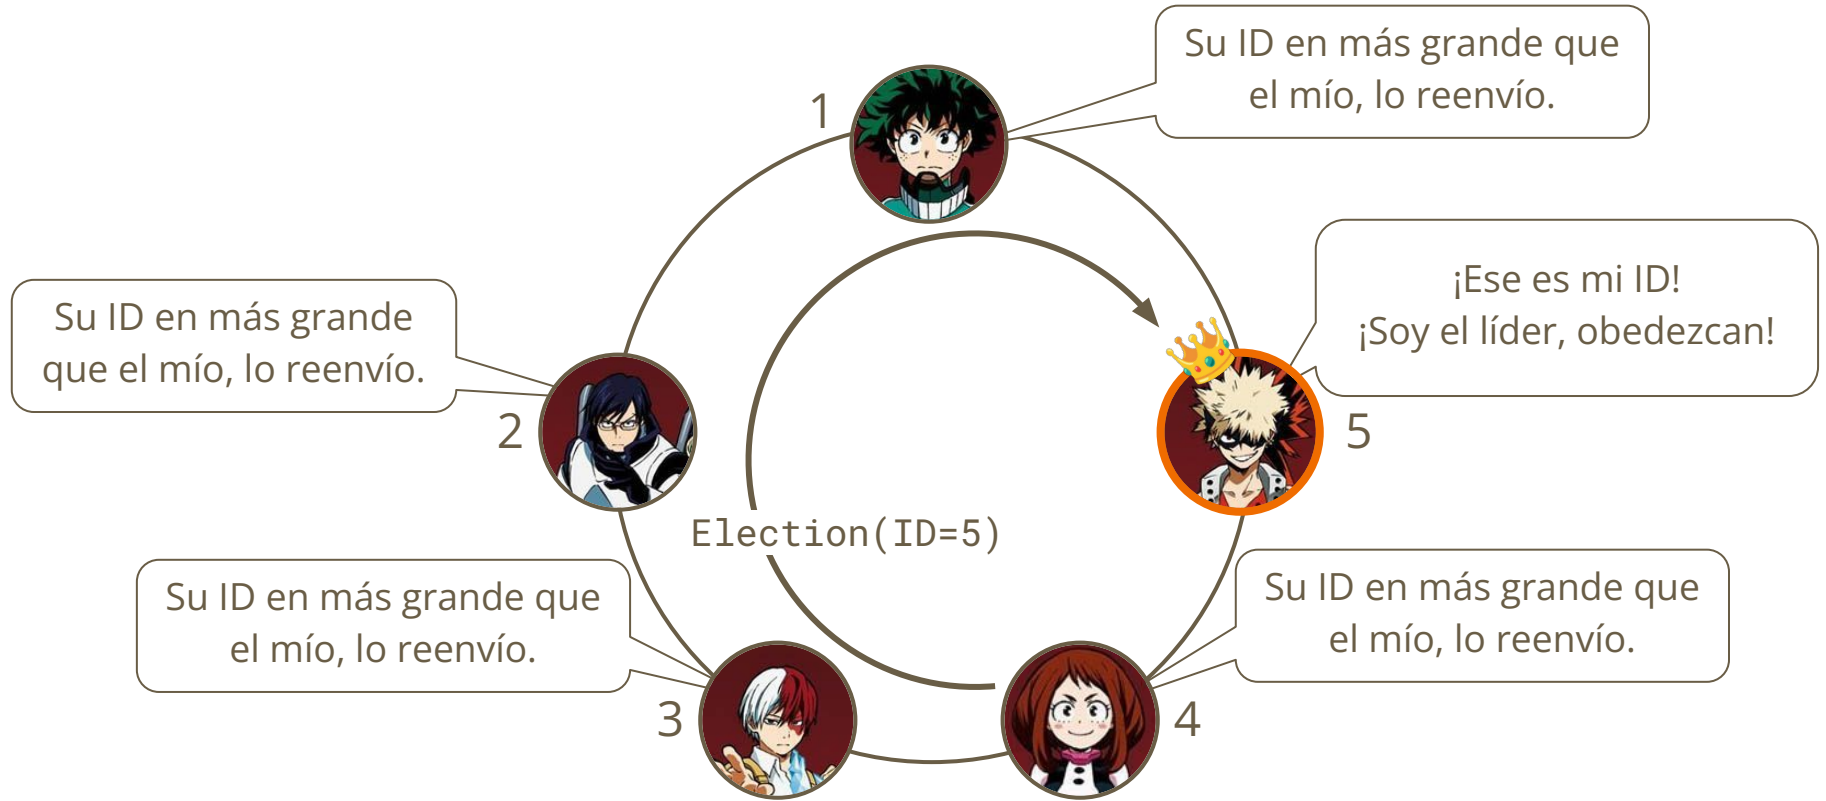 Su ID en más grande que
el mío, lo reenvío.
1
¡Ese es mi ID!
¡Soy el líder, obedezcan!
Su ID en más grande
que el mío, lo reenvío.
2
5
Election(ID=5)
Su ID en más grande que
el mío, lo reenvío.
Su ID en más grande que
el mío, lo reenvío.
3
4